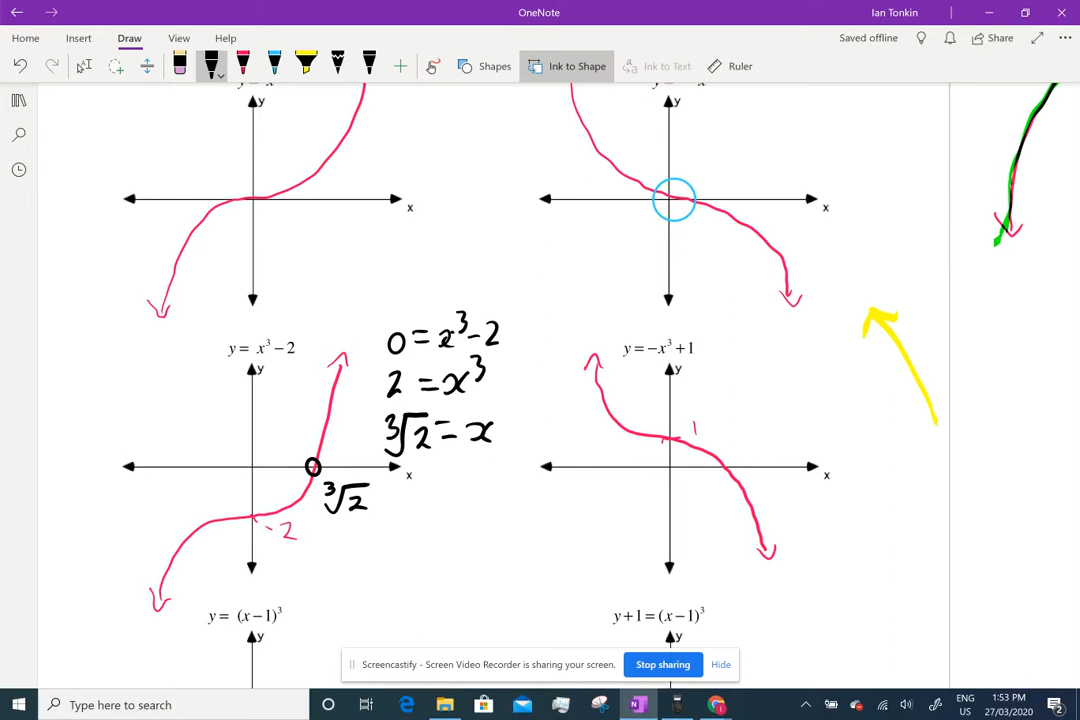 OneNote
Ian Tonkin
Home Insert Draw View Help
Saved offline
Share
Shapes
Ink to Shape
Ink to Text
Ruler
y
y
x
x
y = x³ − 2
0 = x³ − 2
2 = x³
∛2 = x
y = −x³ + 1
y
y
1
x
x
∛2
-2
y = (x − 1)³
y + 1 = (x − 1)³
y
y
Screencastify - Screen Video Recorder is sharing your screen.
Stop sharing
Hide
Type here to search
ENG
US
1:53 PM
27/03/2020
2